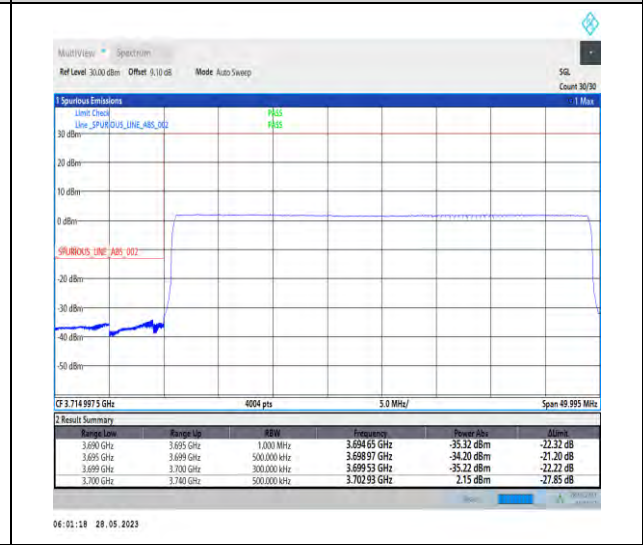 MultiView Spectrum
Ref Level 30.00 dBm Offset 9.10 dB Mode Auto Sweep SGL
Count 30/30
1 Spurious Emissions 1 Max
Limit Check PASS
Line _SPURIOUS_LINE_ABS_002 PASS
30 dBm
20 dBm
10 dBm
0 dBm
SPURIOUS_LINE_ABS_002
-20 dBm
-30 dBm
-40 dBm
-50 dBm
CF 3.714 997 5 GHz 4004 pts 5.0 MHz/ Span 49.995 MHz
2 Result Summary
Range Low Range Up RBW Frequency Power Abs ΔLimit
3.690 GHz 3.695 GHz 1.000 MHz 3.694 65 GHz -35.32 dBm -22.32 dB
3.695 GHz 3.699 GHz 500.000 kHz 3.698 97 GHz -34.20 dBm -21.20 dB
3.699 GHz 3.700 GHz 300.000 kHz 3.699 53 GHz -35.22 dBm -22.22 dB
3.700 GHz 3.740 GHz 500.000 kHz 3.702 93 GHz 2.15 dBm -27.85 dB
06:01:18 28.05.2023